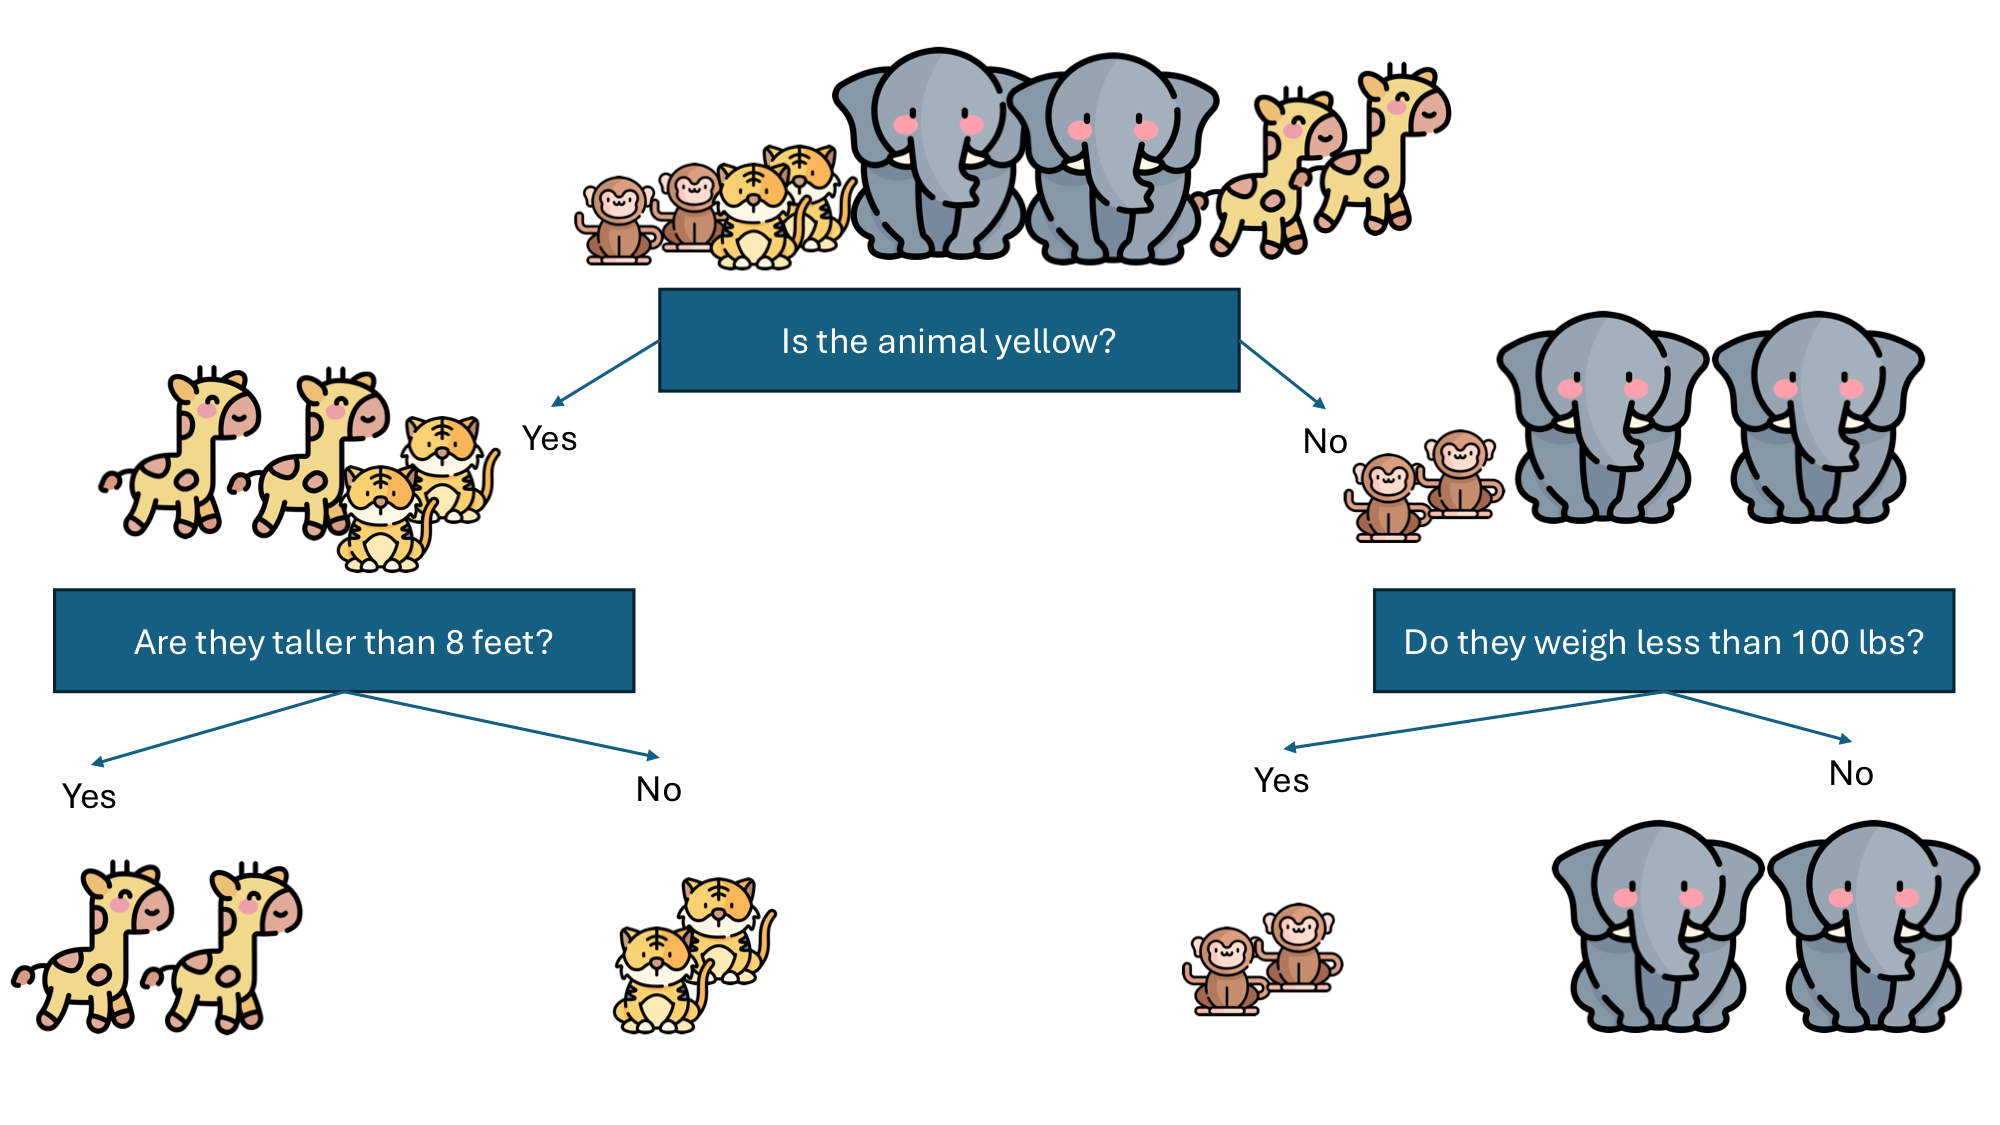 Is the animal yellow?
Yes
No
Are they taller than 8 feet?
Do they weigh less than 100 lbs?
Yes
No
Yes
No